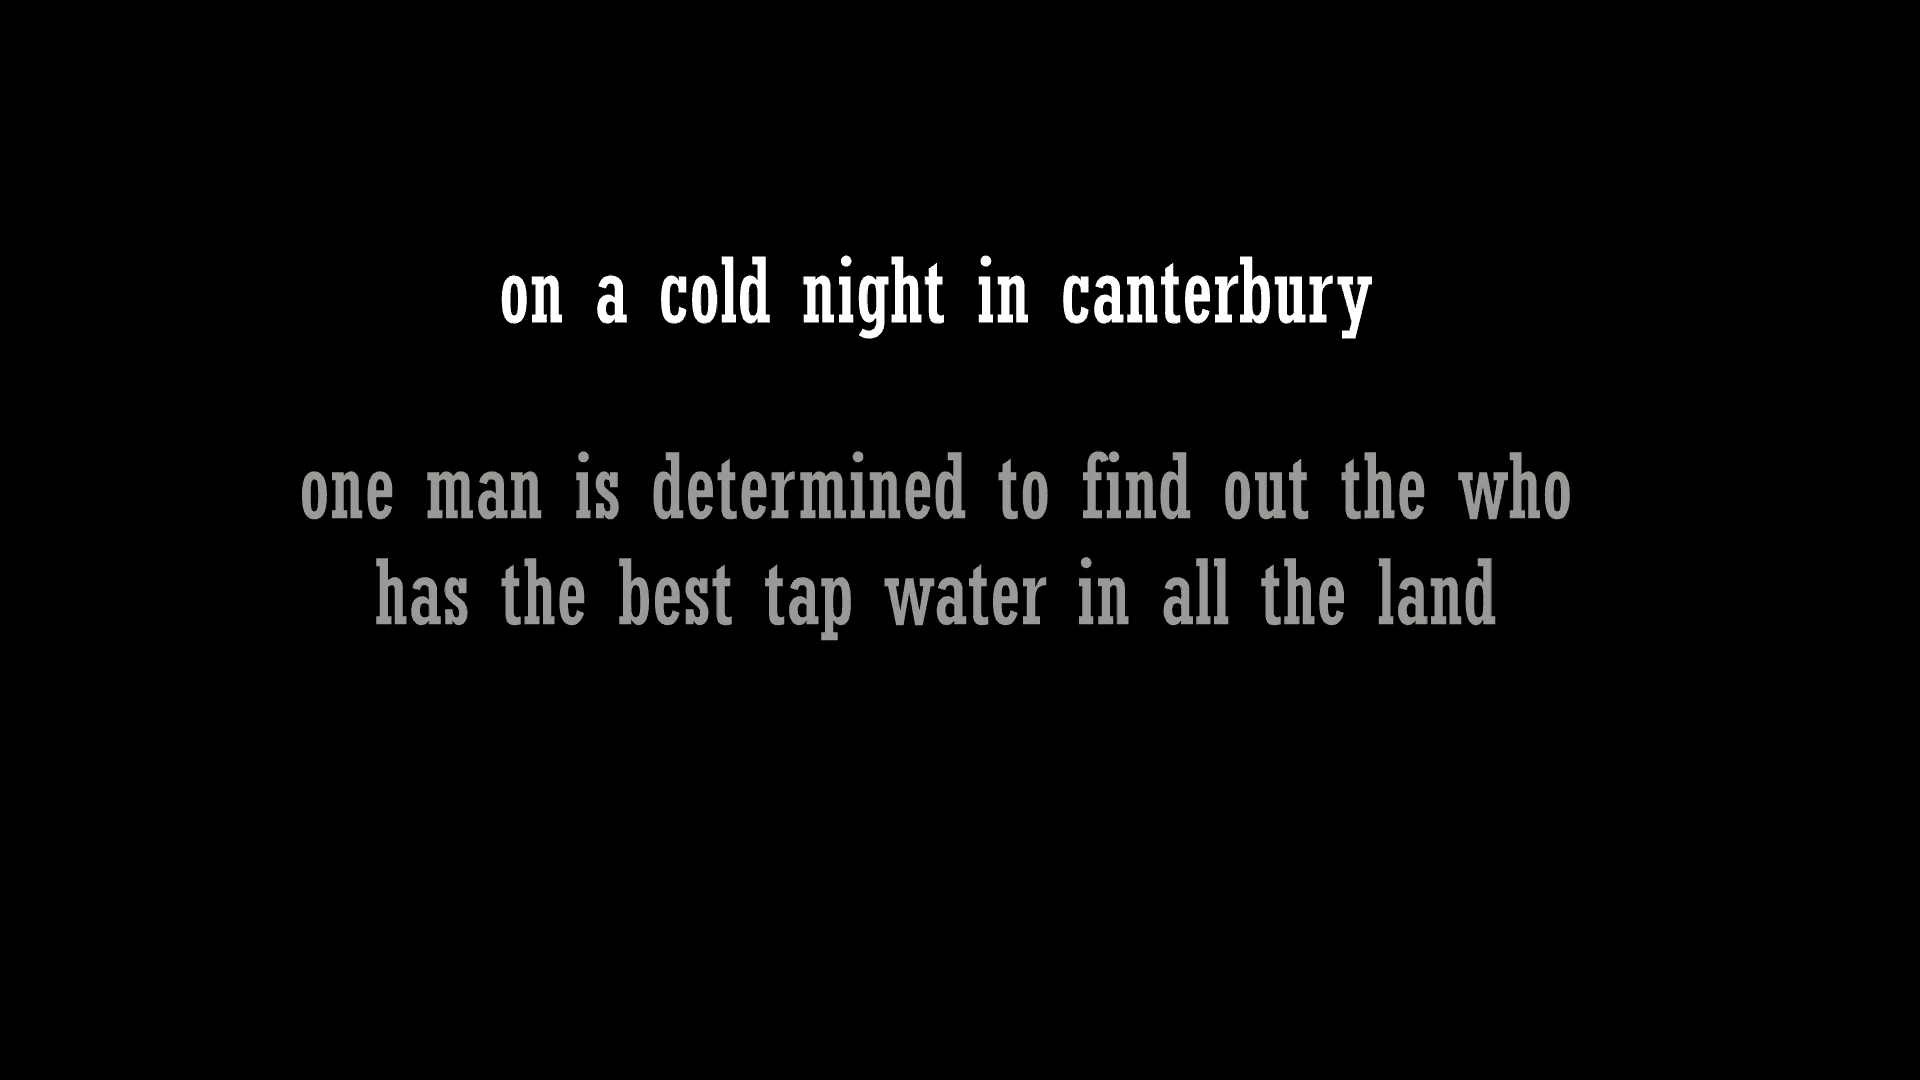 on a cold night in canterbury
one man is determined to find out the who
has the best tap water in all the land